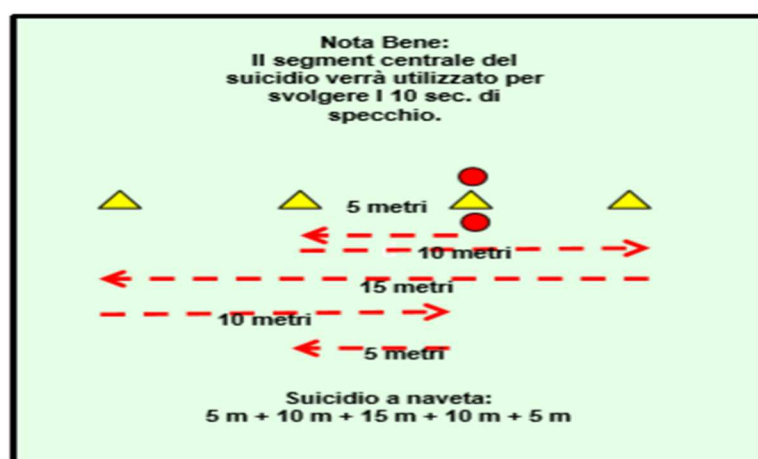 Nota Bene:
Il segment centrale del
suicidio verrà utilizzato per
svolgere I 10 sec. di
specchio.
5 metri
10 metri
15 metri
10 metri
5 metri
Suicidio a naveta:
5 m + 10 m + 15 m + 10 m + 5 m